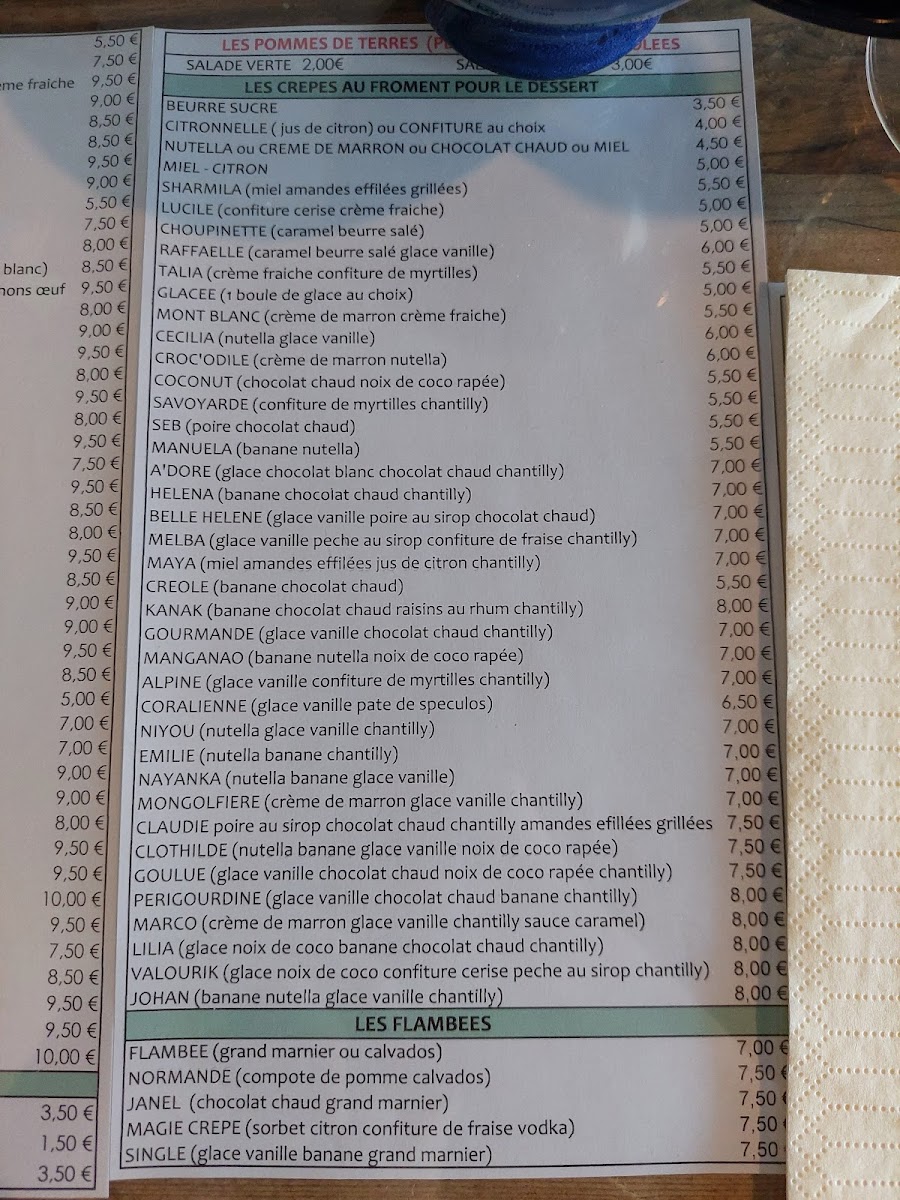 5,50 €
7,50 €
fraiche 9,50 €
9,00 €
8,50 €
8,50 €
9,50 €
9,00 €
5,50 €
7,50 €
8,00 €
blanc) 8,50 €
œuf 9,50 €
8,00 €
9,00 €
9,50 €
8,00 €
9,50 €
8,00 €
9,50 €
7,50 €
9,50 €
8,50 €
8,00 €
9,50 €
8,50 €
9,00 €
9,00 €
9,50 €
8,50 €
5,00 €
7,00 €
7,00 €
9,00 €
9,00 €
8,00 €
9,50 €
9,50 €
10,00 €
9,50 €
7,50 €
8,50 €
9,50 €
9,50 €
10,00 €
3,50 €
1,50 €
3,50 €
LES POMMES DE TERRES
SALADE VERTE 2,00€ 3,00€
LES CREPES AU FROMENT POUR LE DESSERT
BEURRE SUCRE 3,50 €
CITRONNELLE ( jus de citron) ou CONFITURE au choix 4,00 €
NUTELLA ou CREME DE MARRON ou CHOCOLAT CHAUD ou MIEL 4,50 €
MIEL - CITRON 5,00 €
SHARMILA (miel amandes effilées grillées) 5,50 €
LUCILE (confiture cerise crème fraiche) 5,00 €
CHOUPINETTE (caramel beurre salé) 5,00 €
RAFFAELLE (caramel beurre salé glace vanille) 6,00 €
TALIA (crème fraiche confiture de myrtilles) 5,50 €
GLACEE (1 boule de glace au choix) 5,00 €
MONT BLANC (crème de marron crème fraiche) 5,50 €
CECILIA (nutella glace vanille) 6,00 €
CROC'ODILE (crème de marron nutella) 6,00 €
COCONUT (chocolat chaud noix de coco rapée) 5,50 €
SAVOYARDE (confiture de myrtilles chantilly) 5,50 €
SEB (poire chocolat chaud) 5,50 €
MANUELA (banane nutella) 5,50 €
A'DORE (glace chocolat blanc chocolat chaud chantilly) 7,00 €
HELENA (banane chocolat chaud chantilly) 7,00 €
BELLE HELENE (glace vanille poire au sirop chocolat chaud) 7,00 €
MELBA (glace vanille peche au sirop confiture de fraise chantilly) 7,00 €
MAYA (miel amandes effilées jus de citron chantilly) 7,00 €
CREOLE (banane chocolat chaud) 5,50 €
KANAK (banane chocolat chaud raisins au rhum chantilly) 8,00 €
GOURMANDE (glace vanille chocolat chaud chantilly) 7,00 €
MANGANAO (banane nutella noix de coco rapée) 7,00 €
ALPINE (glace vanille confiture de myrtilles chantilly) 7,00 €
CORALIENNE (glace vanille pate de speculos) 6,50 €
NIYOU (nutella glace vanille chantilly) 7,00 €
EMILIE (nutella banane chantilly) 7,00 €
NAYANKA (nutella banane glace vanille) 7,00 €
MONGOLFIERE (crème de marron glace vanille chantilly) 7,00 €
CLAUDIE poire au sirop chocolat chaud chantilly amandes efillées grillées 7,50 €
CLOTHILDE (nutella banane glace vanille noix de coco rapée) 7,50 €
GOULUE (glace vanille chocolat chaud noix de coco rapée chantilly) 7,50 €
PERIGOURDINE (glace vanille chocolat chaud banane chantilly) 8,00 €
MARCO (crème de marron glace vanille chantilly sauce caramel) 8,00 €
LILIA (glace noix de coco banane chocolat chaud chantilly) 8,00 €
VALOURIK (glace noix de coco confiture cerise peche au sirop chantilly) 8,00 €
JOHAN (banane nutella glace vanille chantilly) 8,00 €
LES FLAMBEES
FLAMBEE (grand marnier ou calvados) 7,00 €
NORMANDE (compote de pomme calvados) 7,50 €
JANEL (chocolat chaud grand marnier) 7,50 €
MAGIE CREPE (sorbet citron confiture de fraise vodka) 7,50
SINGLE (glace vanille banane grand marnier) 7,50